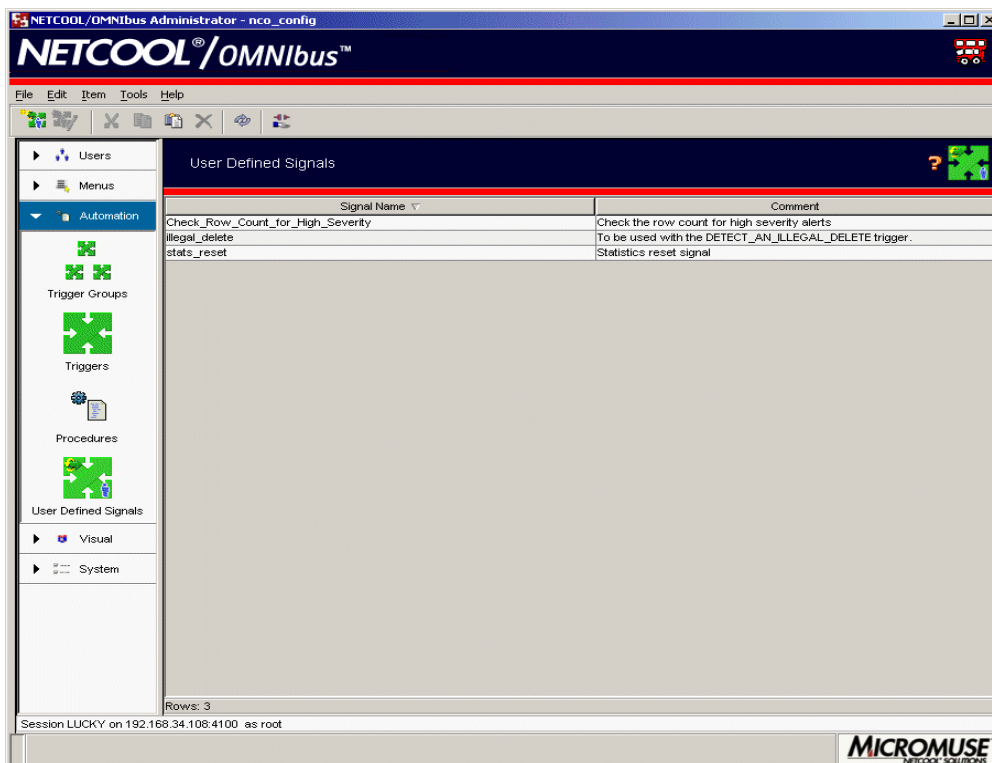 NETCOOL/OMNIbus Administrator - nco_config
NETCOOL®/OMNIbus™
File Edit Item Tools Help
Users
Menus
Automation
Trigger Groups
Triggers
Procedures
User Defined Signals
Visual
System
User Defined Signals
?
Signal Name Comment
Check_Row_Count_for_High_Severity Check the row count for high severity alerts
illegal_delete To be used with the DETECT_AN_ILLEGAL_DELETE trigger.
stats_reset Statistics reset signal
Rows: 3
Session LUCKY on 192.168.34.108:4100 as root
MICROMUSE
NETCOOL SOLUTIONS